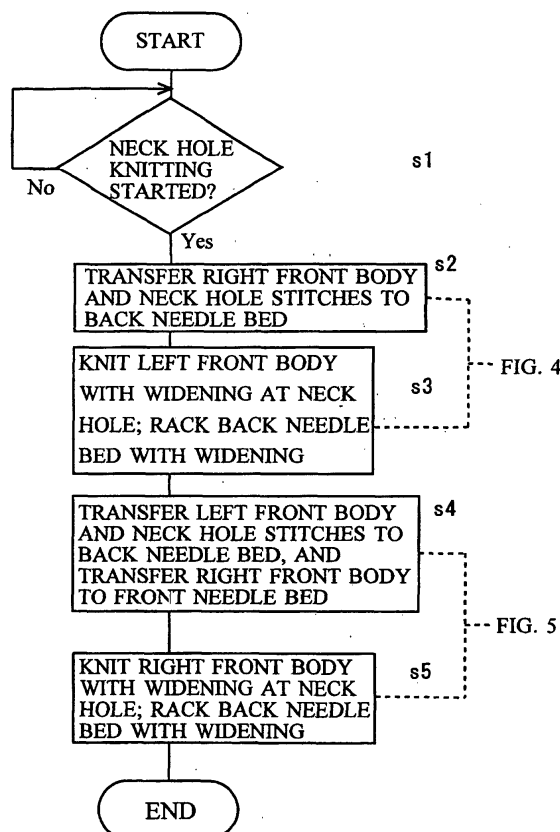 START
NECK HOLE
KNITTING
STARTED?
s1
No
Yes
s2
TRANSFER RIGHT FRONT BODY
AND NECK HOLE STITCHES TO
BACK NEEDLE BED
KNIT LEFT FRONT BODY
WITH WIDENING AT NECK
HOLE; RACK BACK NEEDLE
BED WITH WIDENING
s3
FIG. 4
TRANSFER LEFT FRONT BODY
AND NECK HOLE STITCHES TO
BACK NEEDLE BED, AND
TRANSFER RIGHT FRONT BODY
TO FRONT NEEDLE BED
s4
FIG. 5
KNIT RIGHT FRONT BODY
WITH WIDENING AT NECK
HOLE; RACK BACK NEEDLE
BED WITH WIDENING
s5
END